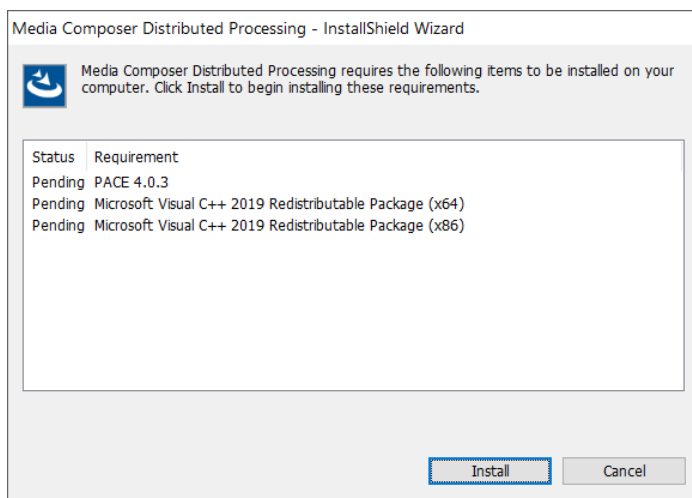 Media Composer Distributed Processing - InstallShield Wizard
Media Composer Distributed Processing requires the following items to be installed on your
computer. Click Install to begin installing these requirements.
Status Requirement
Pending PACE 4.0.3
Pending Microsoft Visual C++ 2019 Redistributable Package (x64)
Pending Microsoft Visual C++ 2019 Redistributable Package (x86)
Install Cancel